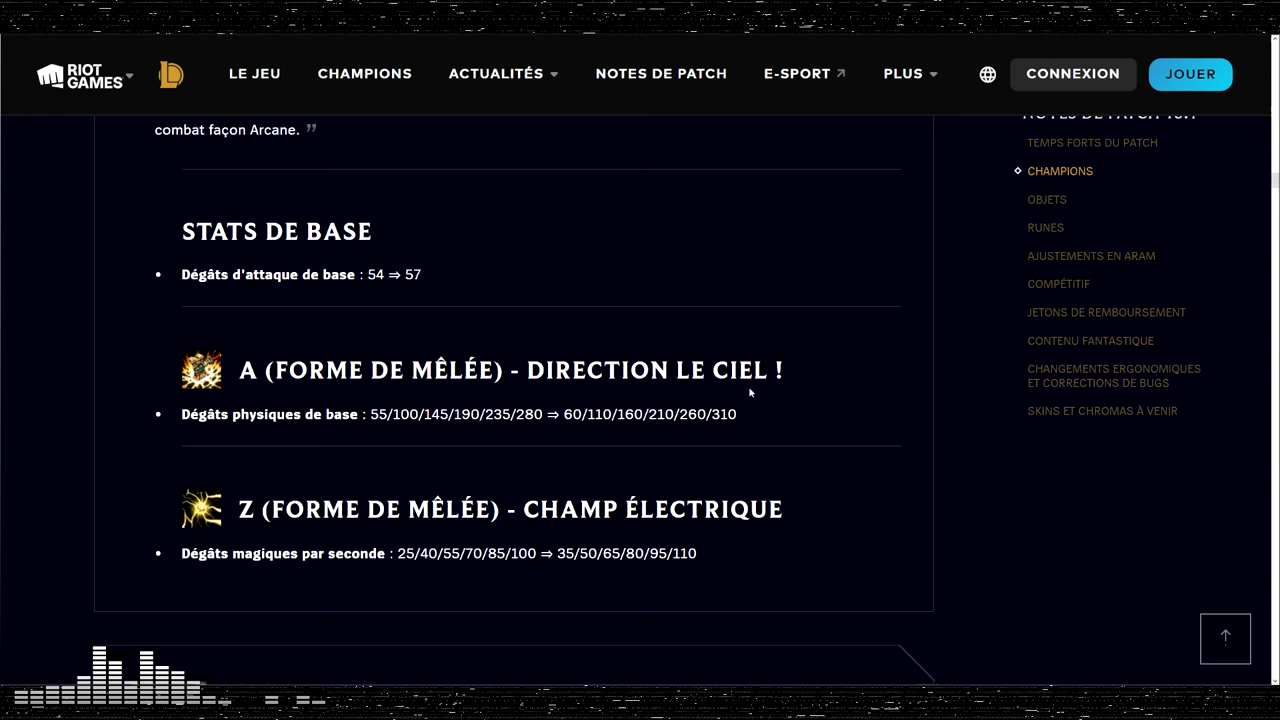 RIOT
GAMES
LE JEU
CHAMPIONS
ACTUALITÉS
NOTES DE PATCH
E-SPORT
PLUS
CONNEXION
JOUER
combat façon Arcane. ”
STATS DE BASE
• Dégâts d'attaque de base : 54 ⇒ 57
A (FORME DE MÊLÉE) - DIRECTION LE CIEL !
• Dégâts physiques de base : 55/100/145/190/235/280 ⇒ 60/110/160/210/260/310
Z (FORME DE MÊLÉE) - CHAMP ÉLECTRIQUE
• Dégâts magiques par seconde : 25/40/55/70/85/100 ⇒ 35/50/65/80/95/110
NOTES DE PATCH
TEMPS FORTS DU PATCH
CHAMPIONS
OBJETS
RUNES
AJUSTEMENTS EN ARAM
COMPÉTITIF
JETONS DE REMBOURSEMENT
CONTENU FANTASTIQUE
CHANGEMENTS ERGONOMIQUES
ET CORRECTIONS DE BUGS
SKINS ET CHROMAS À VENIR